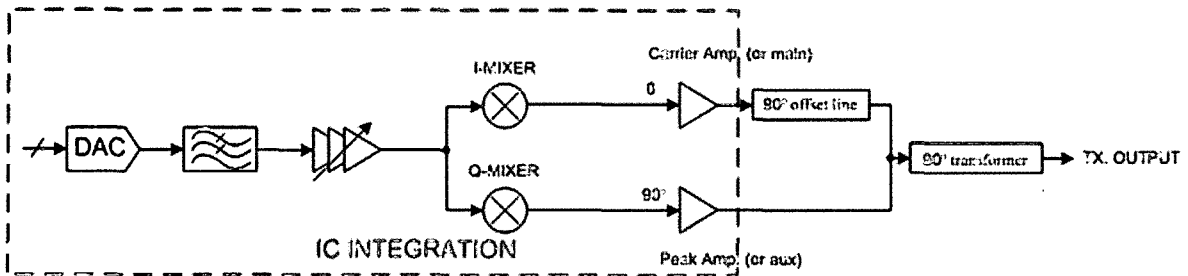 Carrier Amp. (or main)
I-MIXER
0
90° offset line
DAC
90° transformer
TX. OUTPUT
Q-MIXER
90°
IC INTEGRATION
Peak Amp. (or aux)